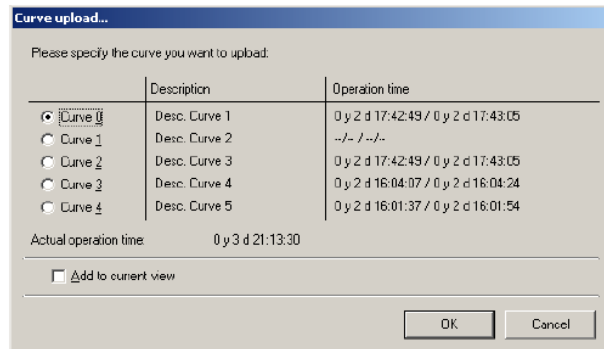 Curve upload...
Please specify the curve you want to upload:
Description Operation time
Curve 0 Desc. Curve 1 0 y 2 d 17:42:49 / 0 y 2 d 17:43:05
Curve 1 Desc. Curve 2 --/-- / --/--
Curve 2 Desc. Curve 3 0 y 2 d 17:42:49 / 0 y 2 d 17:43:05
Curve 3 Desc. Curve 4 0 y 2 d 16:04:07 / 0 y 2 d 16:04:24
Curve 4 Desc. Curve 5 0 y 2 d 16:01:37 / 0 y 2 d 16:01:54
Actual operation time: 0 y 3 d 21:13:30
Add to current view
OK Cancel